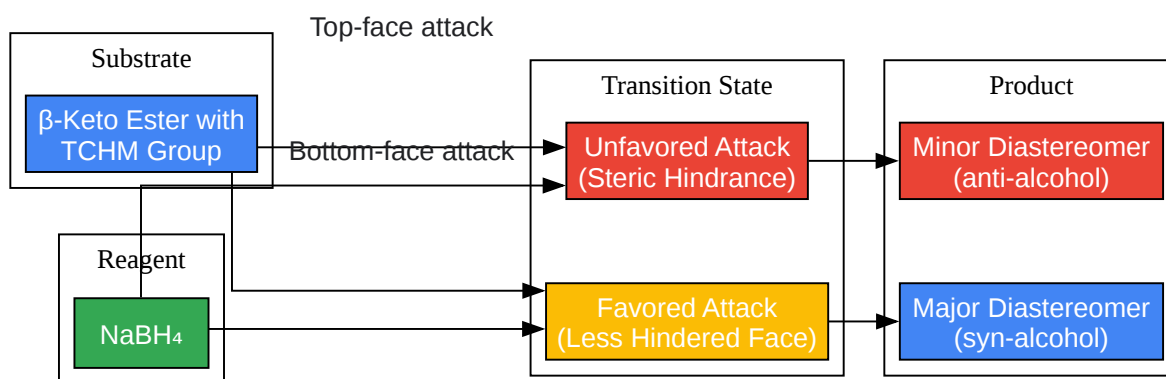 Top-face attack
Substrate
β-Keto Ester with
TCHM Group
Bottom-face attack
Reagent
NaBH₄
Transition State
Unfavored Attack
(Steric Hindrance)
Favored Attack
(Less Hindered Face)
Product
Minor Diastereomer
(anti-alcohol)
Major Diastereomer
(syn-alcohol)